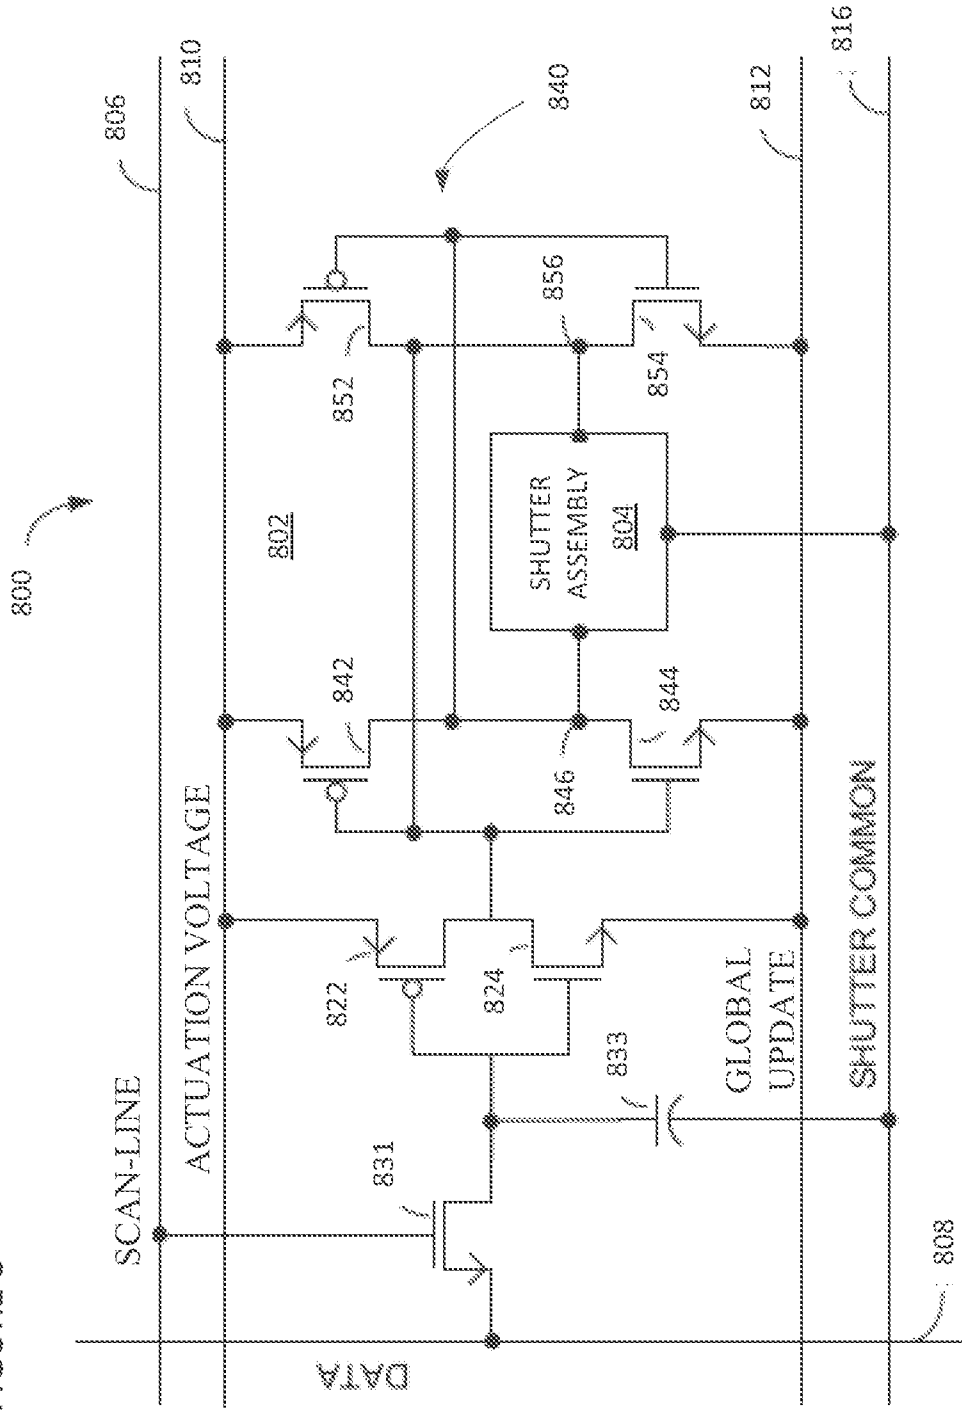 800
SCAN-LINE
806
ACTUATION VOLTAGE
810
802
822
842
852
840
831
824
846
856
SHUTTER
ASSEMBLY
804
833
844
854
GLOBAL
UPDATE
812
SHUTTER COMMON
816
DATA
808